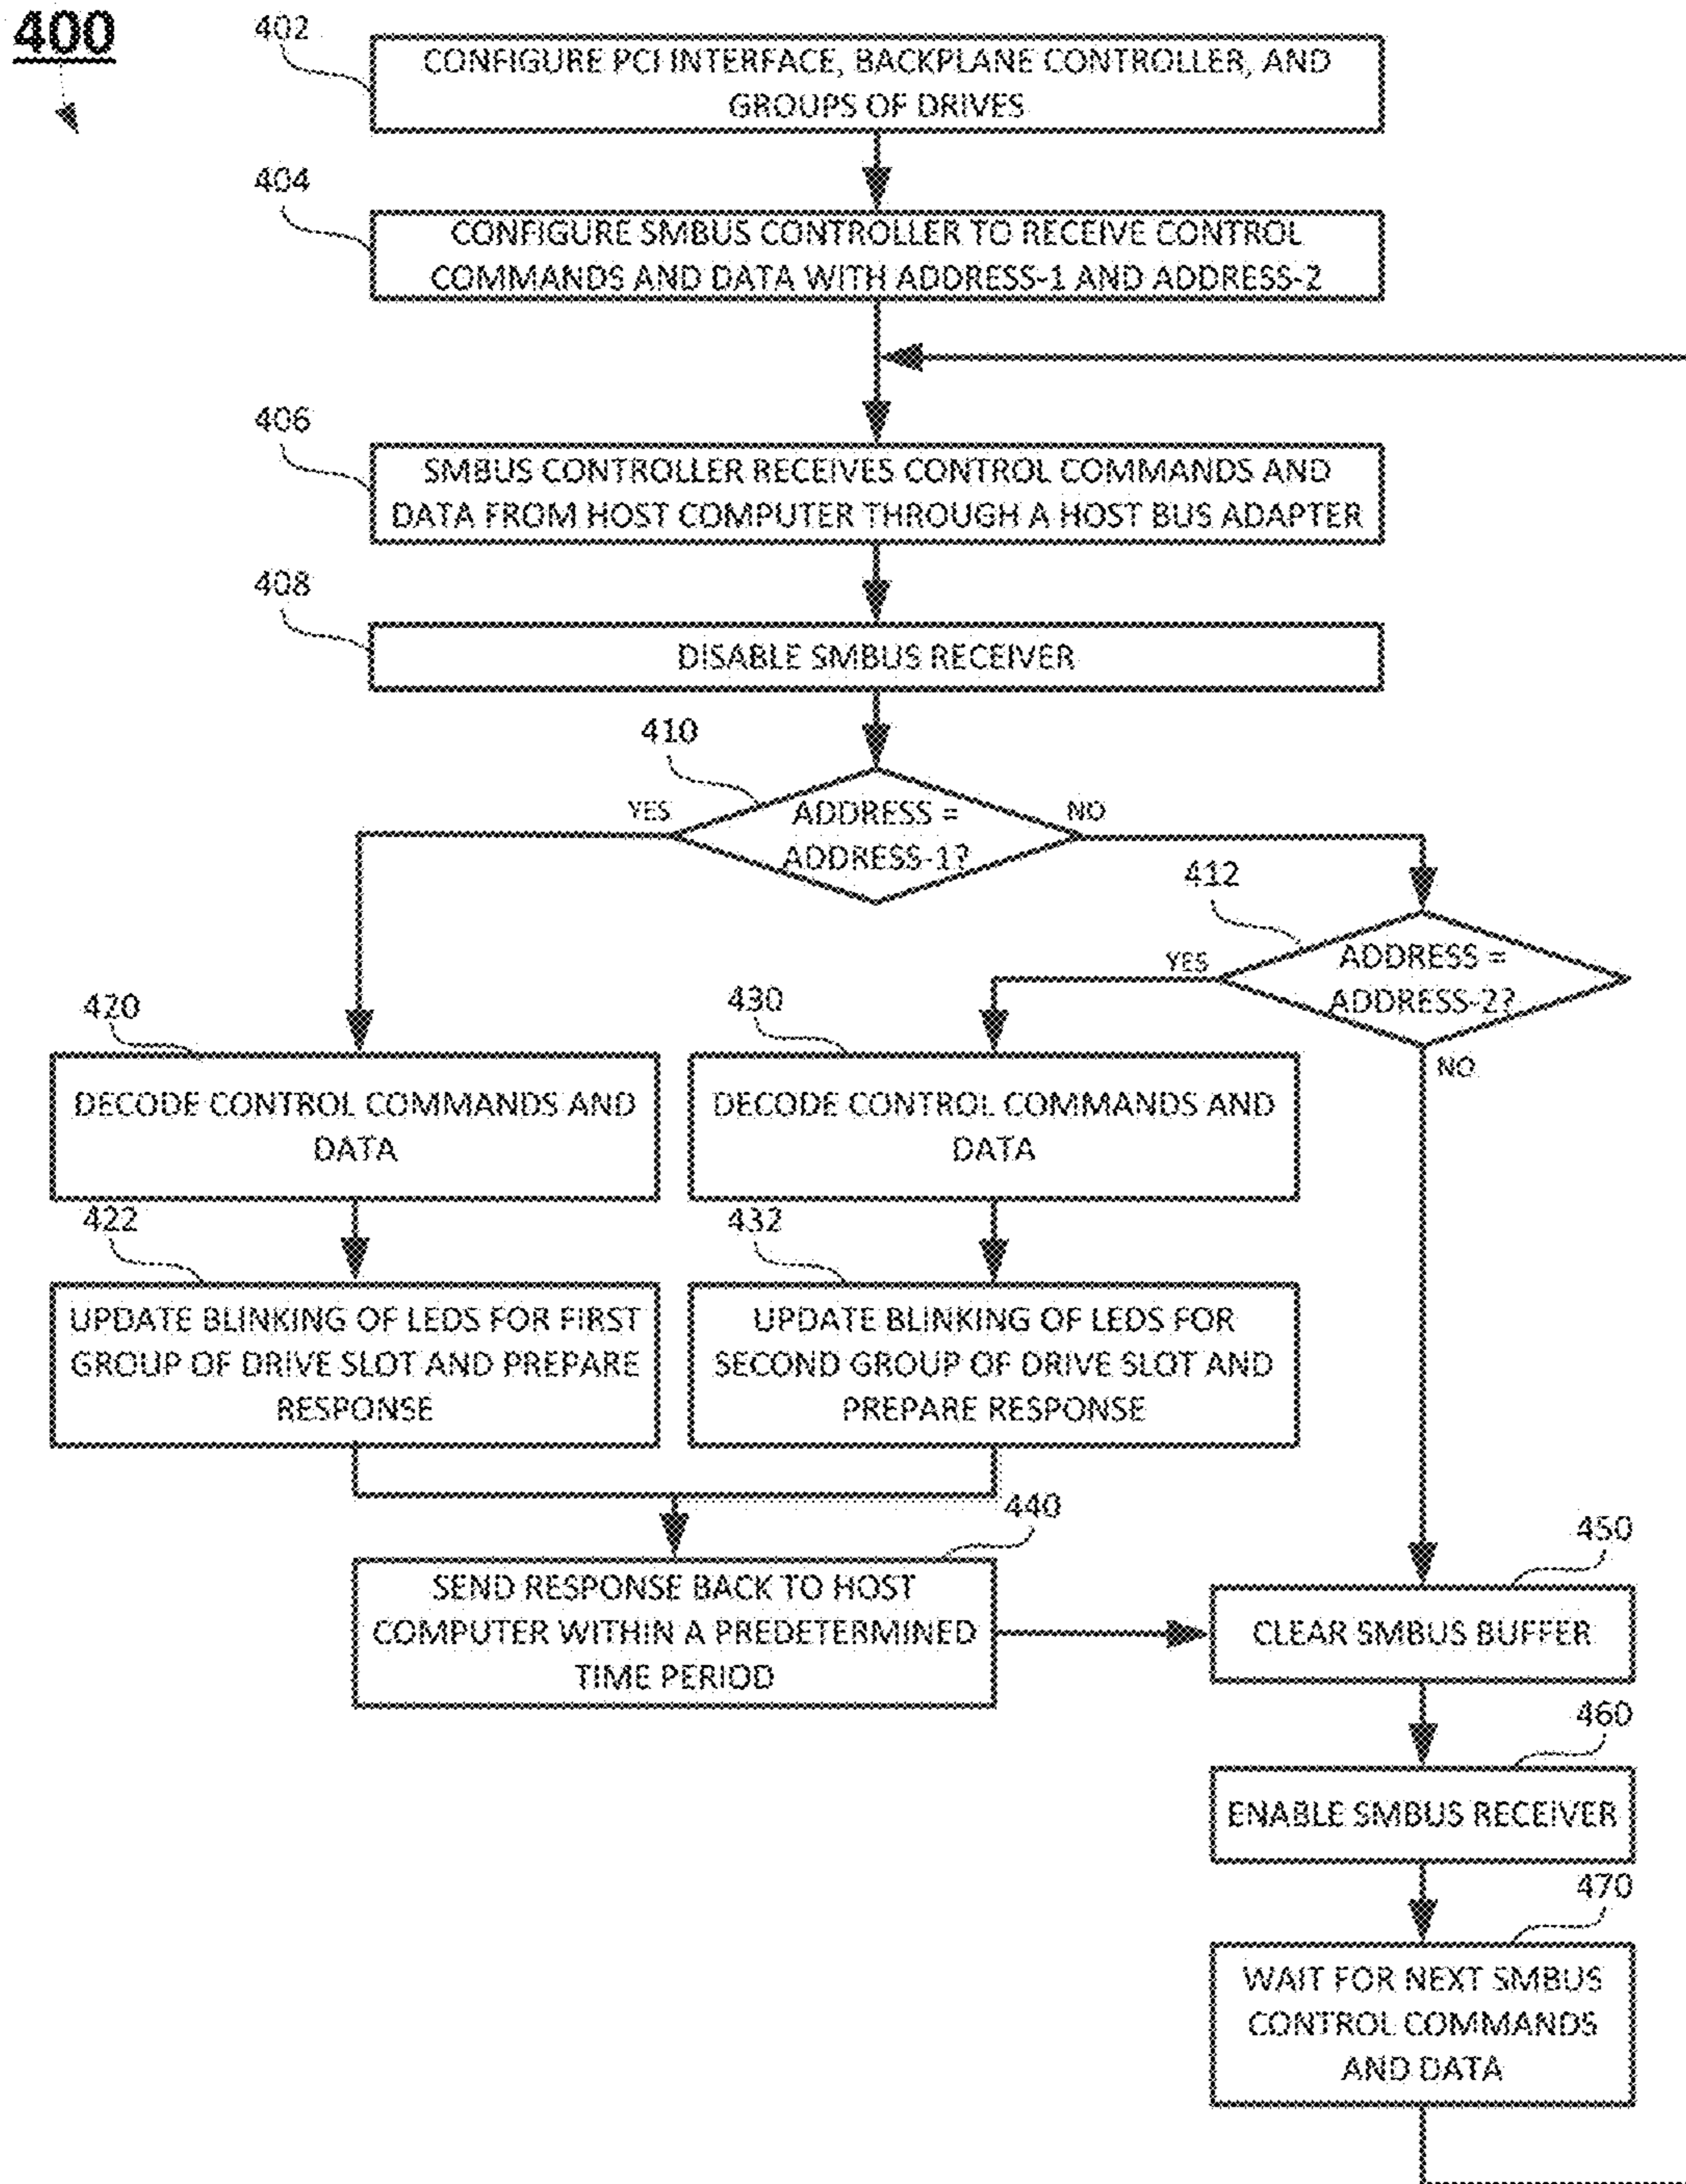 400
402
CONFIGURE PCI INTERFACE, BACKPLANE CONTROLLER, AND
GROUPS OF DRIVES
404
CONFIGURE SMBUS CONTROLLER TO RECEIVE CONTROL
COMMANDS AND DATA WITH ADDRESS-1 AND ADDRESS-2
406
SMBUS CONTROLLER RECEIVES CONTROL COMMANDS AND
DATA FROM HOST COMPUTER THROUGH A HOST BUS ADAPTER
408
DISABLE SMBUS RECEIVER
410
YES
ADDRESS =
ADDRESS-1?
NO
412
YES
ADDRESS =
ADDRESS-2?
NO
420
DECODE CONTROL COMMANDS AND
DATA
430
DECODE CONTROL COMMANDS AND
DATA
422
UPDATE BLINKING OF LEDS FOR FIRST
GROUP OF DRIVE SLOT AND PREPARE
RESPONSE
432
UPDATE BLINKING OF LEDS FOR
SECOND GROUP OF DRIVE SLOT AND
PREPARE RESPONSE
440
SEND RESPONSE BACK TO HOST
COMPUTER WITHIN A PREDETERMINED
TIME PERIOD
450
CLEAR SMBUS BUFFER
460
ENABLE SMBUS RECEIVER
470
WAIT FOR NEXT SMBUS
CONTROL COMMANDS
AND DATA